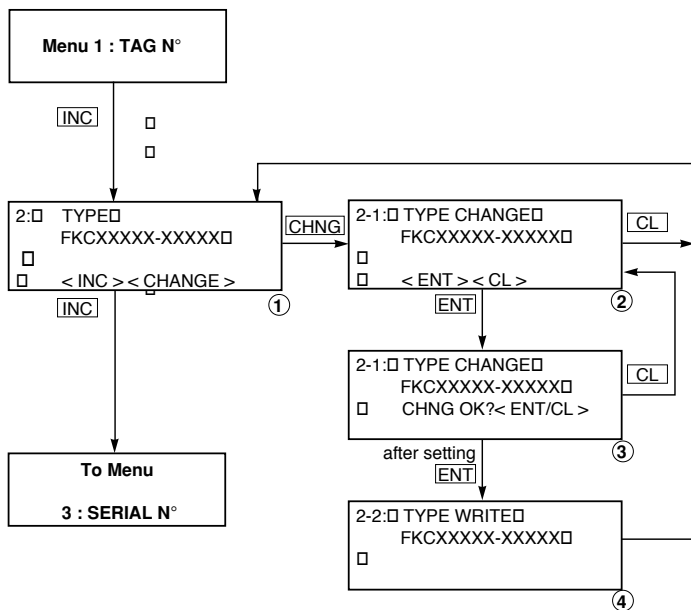 Menu 1 : TAG N°
INC
2:□ TYPE□
FKCXXXXX-XXXXX□
□
□ < INC > < CHANGE >
①
CHNG
2-1:□ TYPE CHANGE□
FKCXXXXX-XXXXX□
□
□ < ENT > < CL >
②
CL
INC
ENT
2-1:□ TYPE CHANGE□
FKCXXXXX-XXXXX□
□ CHNG OK?< ENT/CL >
③
CL
To Menu
3 : SERIAL N°
after setting
ENT
2-2:□ TYPE WRITE□
FKCXXXXX-XXXXX□
□
④